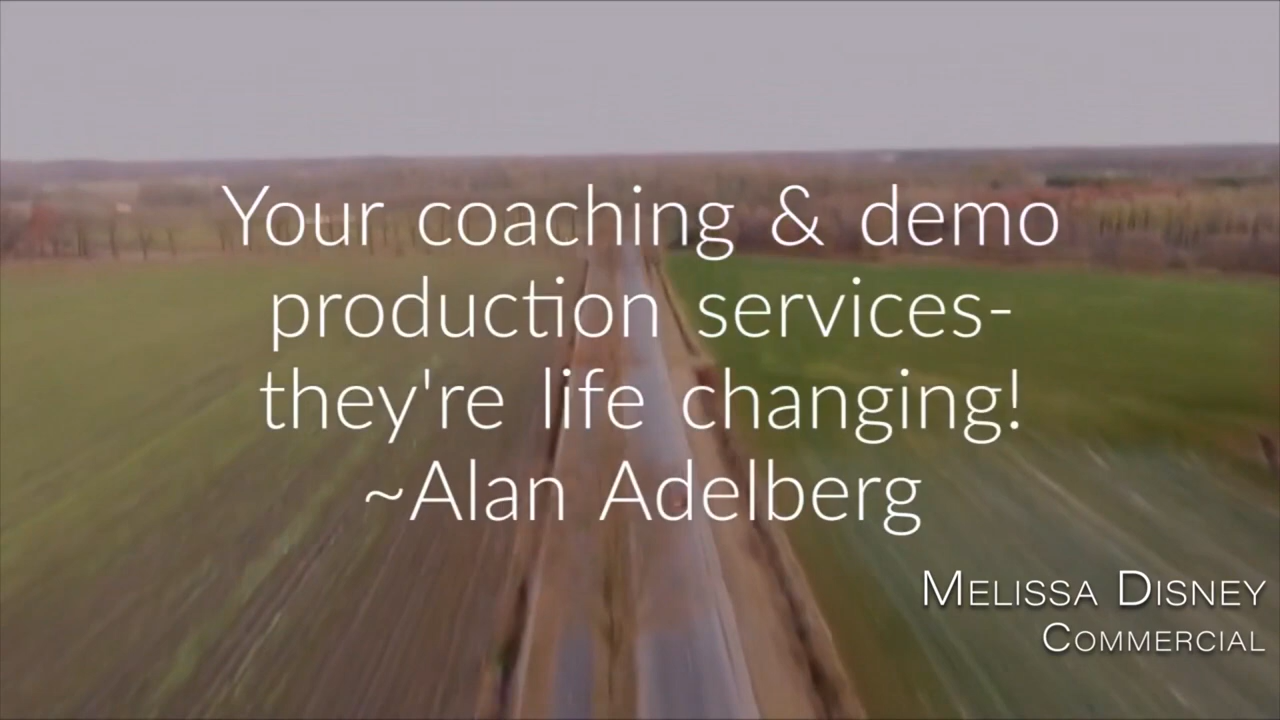 Your coaching & demo
production services-
they're life changing!
~Alan Adelberg
MELISSA DISNEY
COMMERCIAL